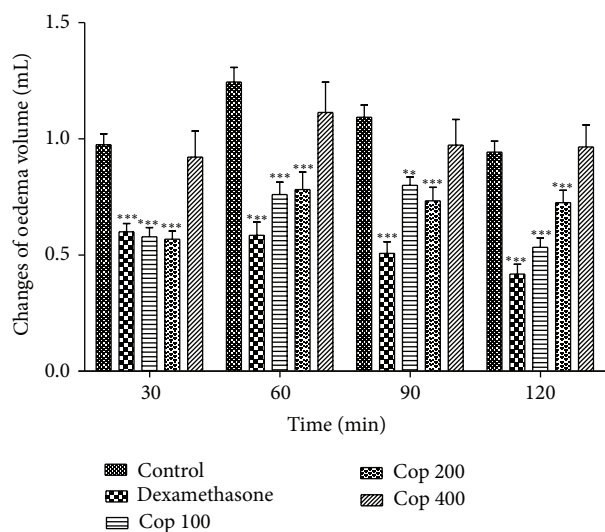 Changes of oedema volume (mL)
1.5
1.0
0.5
0.0
*** *** ***
*** *** ***
*** ** ***
*** *** ***
30 60 90 120
Time (min)
Control
Dexamethasone
Cop 100
Cop 200
Cop 400